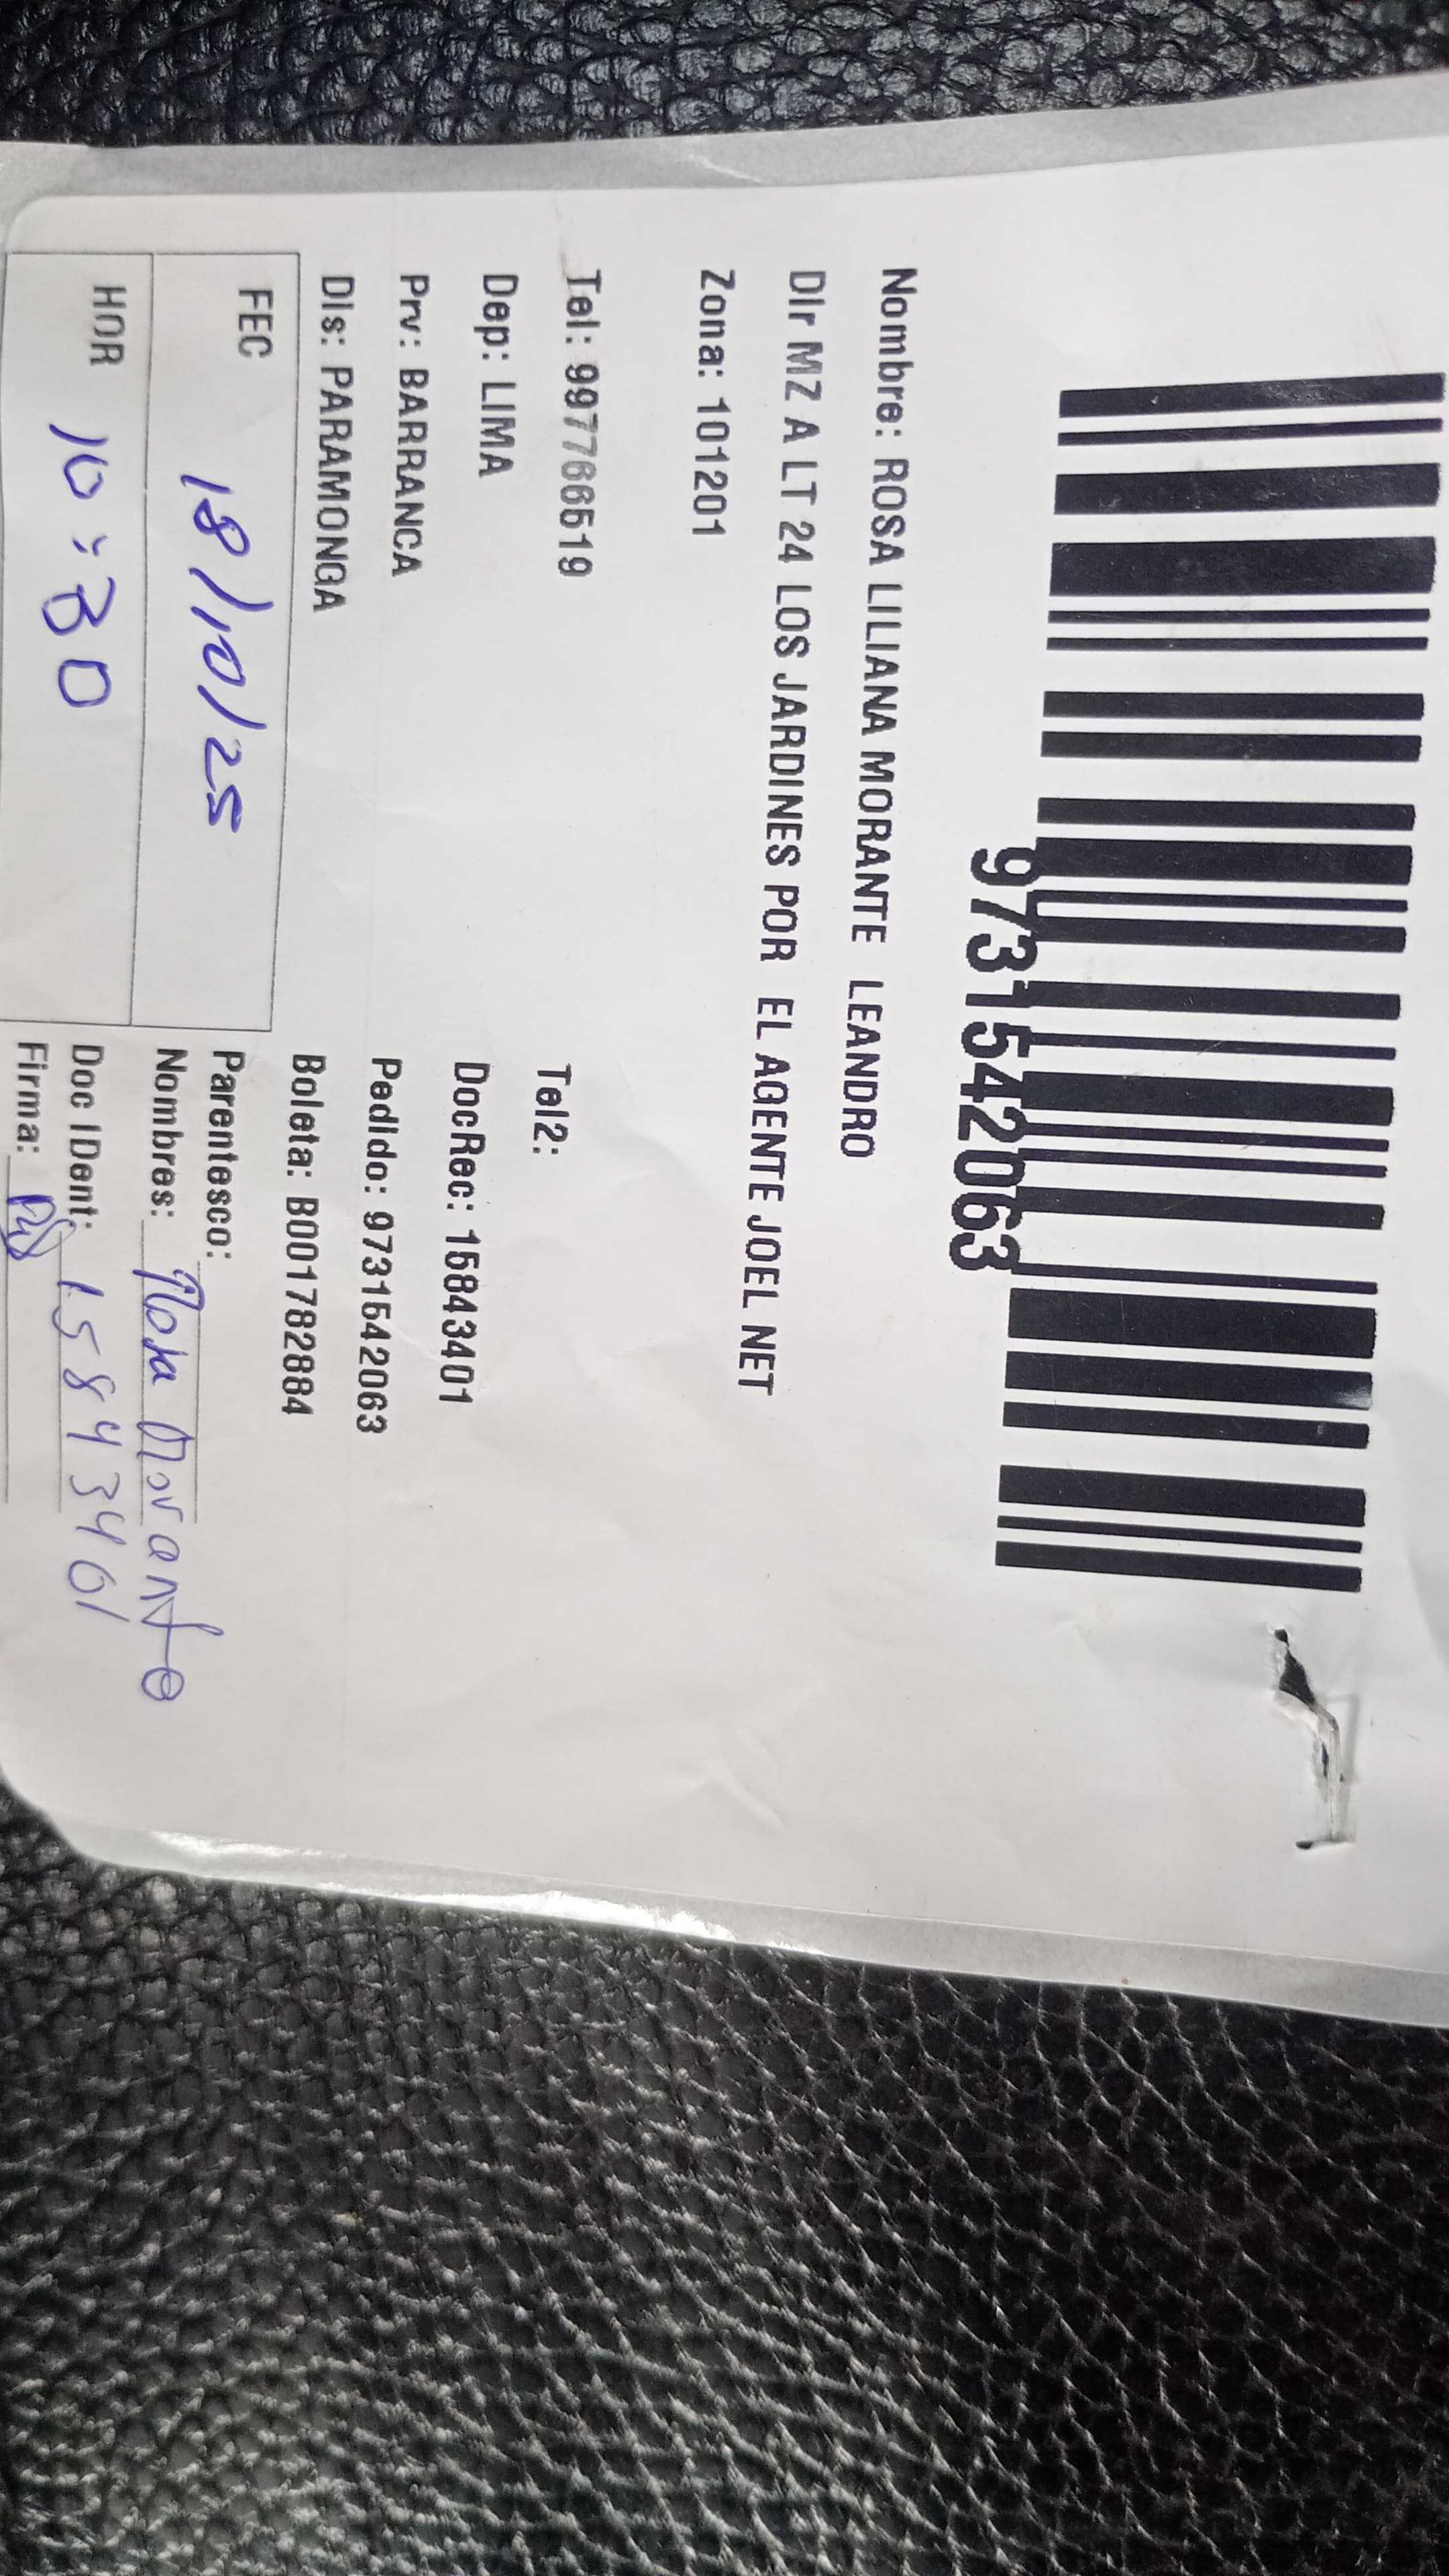 9731542063
Nombre: ROSA LILIANA MORANTE LEANDRO
Dir MZ A LT 24 LOS JARDINES POR EL AGENTE JOEL NET
Zona: 101201
Tel: 997766519 Tel2:
Dep: LIMA DocRec: 15843401
Prv: BARRANCA Pedido: 9731542063
Dis: PARAMONGA Boleta: B001782884
FEC 18/10/25 Parentesco:
Nombres: Rosa Morante
HOR 10:30 Doc IDent: 15843401
Firma: